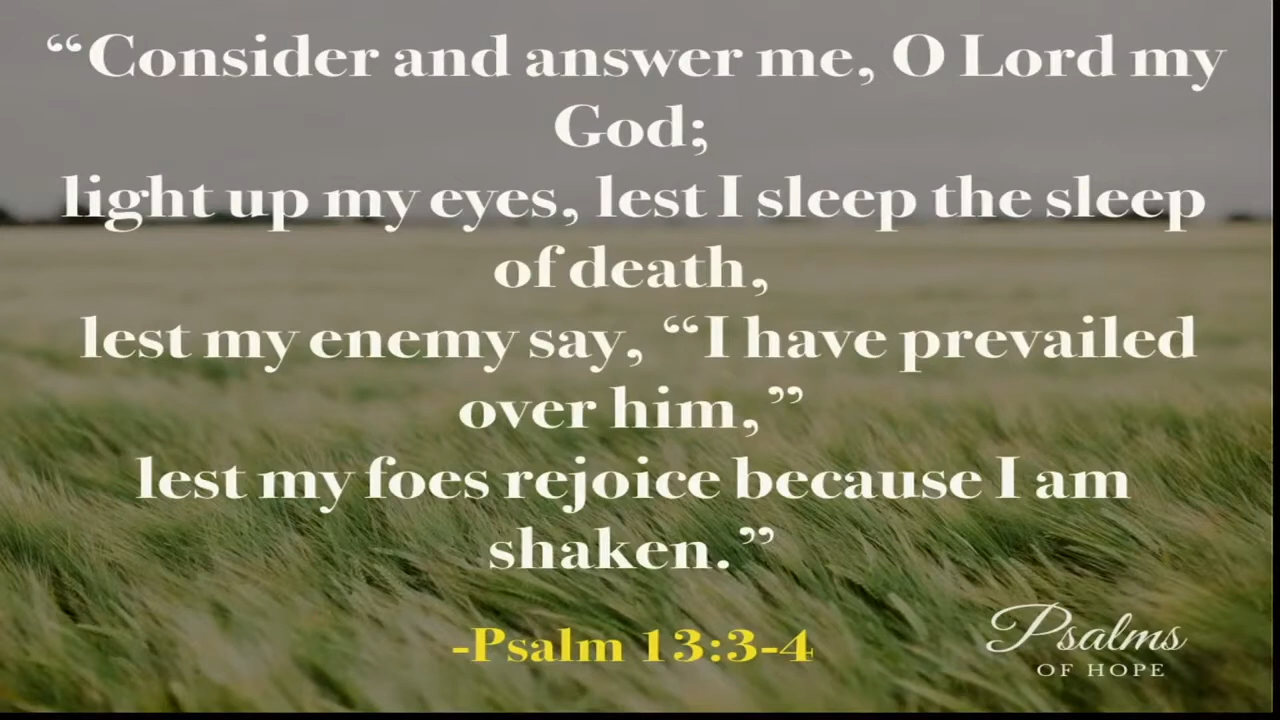 “Consider and answer me, O Lord my
God;
light up my eyes, lest I sleep the sleep
of death,
lest my enemy say, “I have prevailed
over him,”
lest my foes rejoice because I am
shaken.”
-Psalm 13:3-4
Psalms
OF HOPE